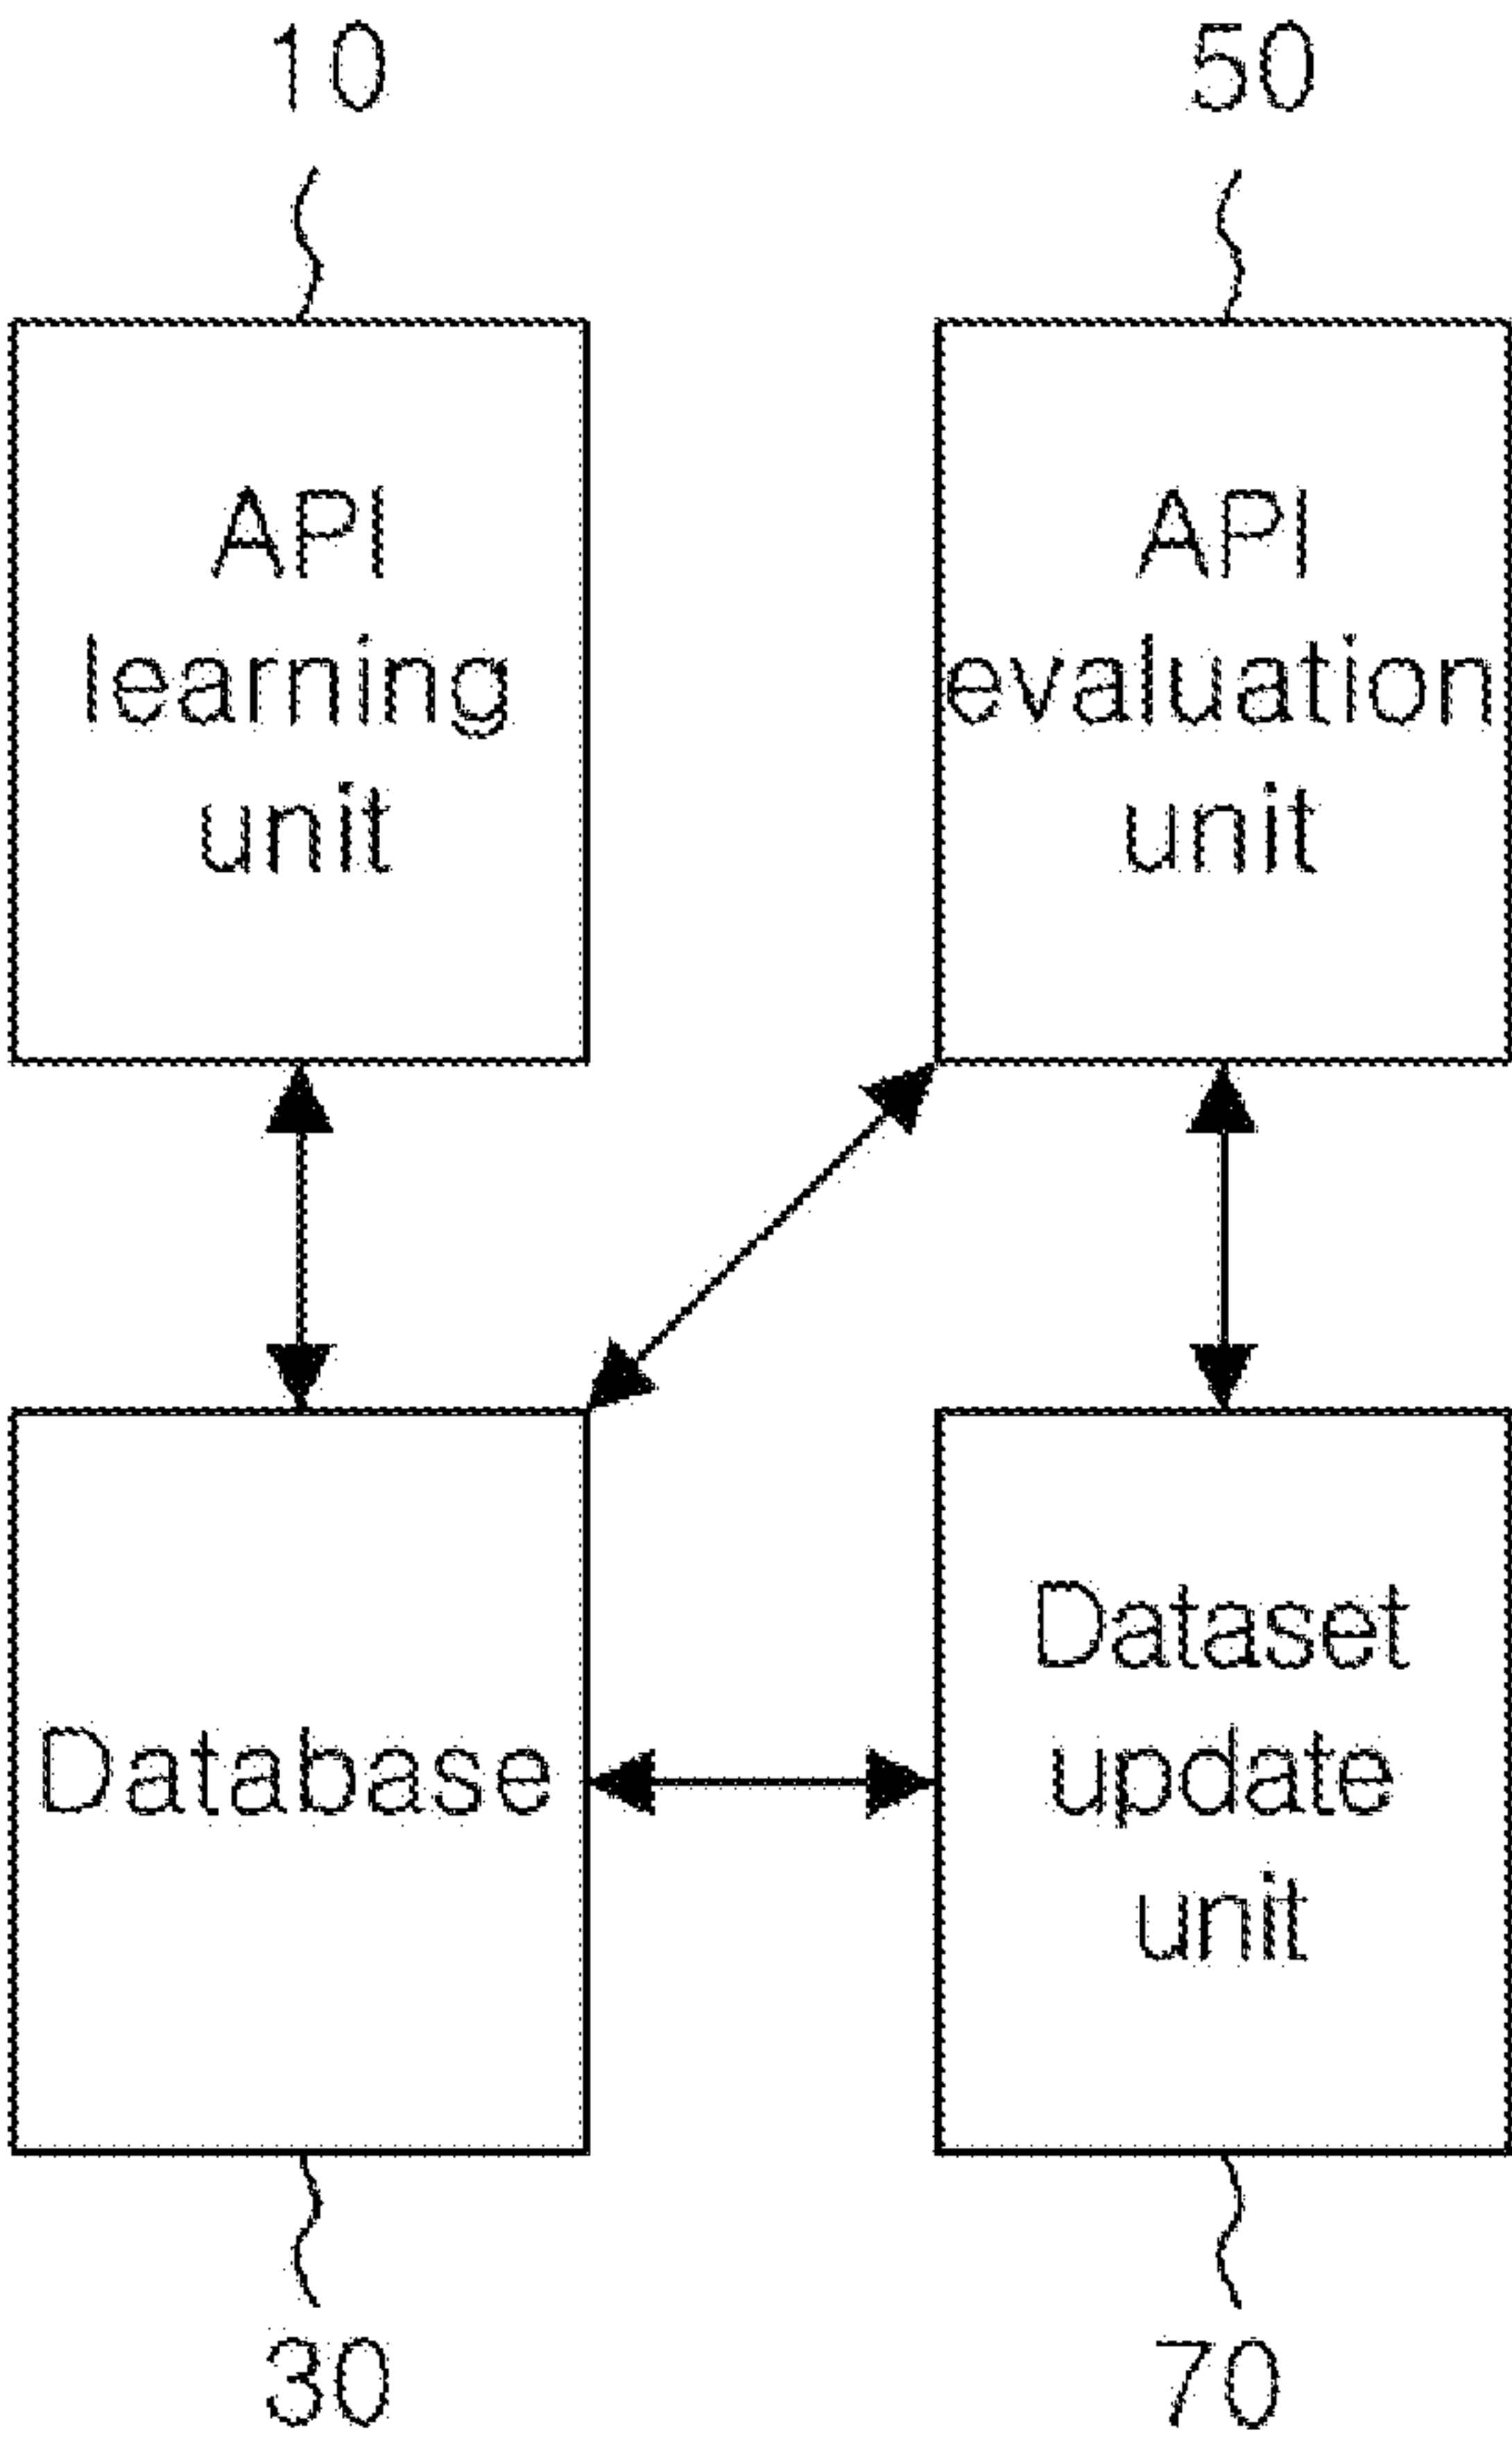 10
50
API
learning
unit
API
evaluation
unit
Database
Dataset
update
unit
30
70